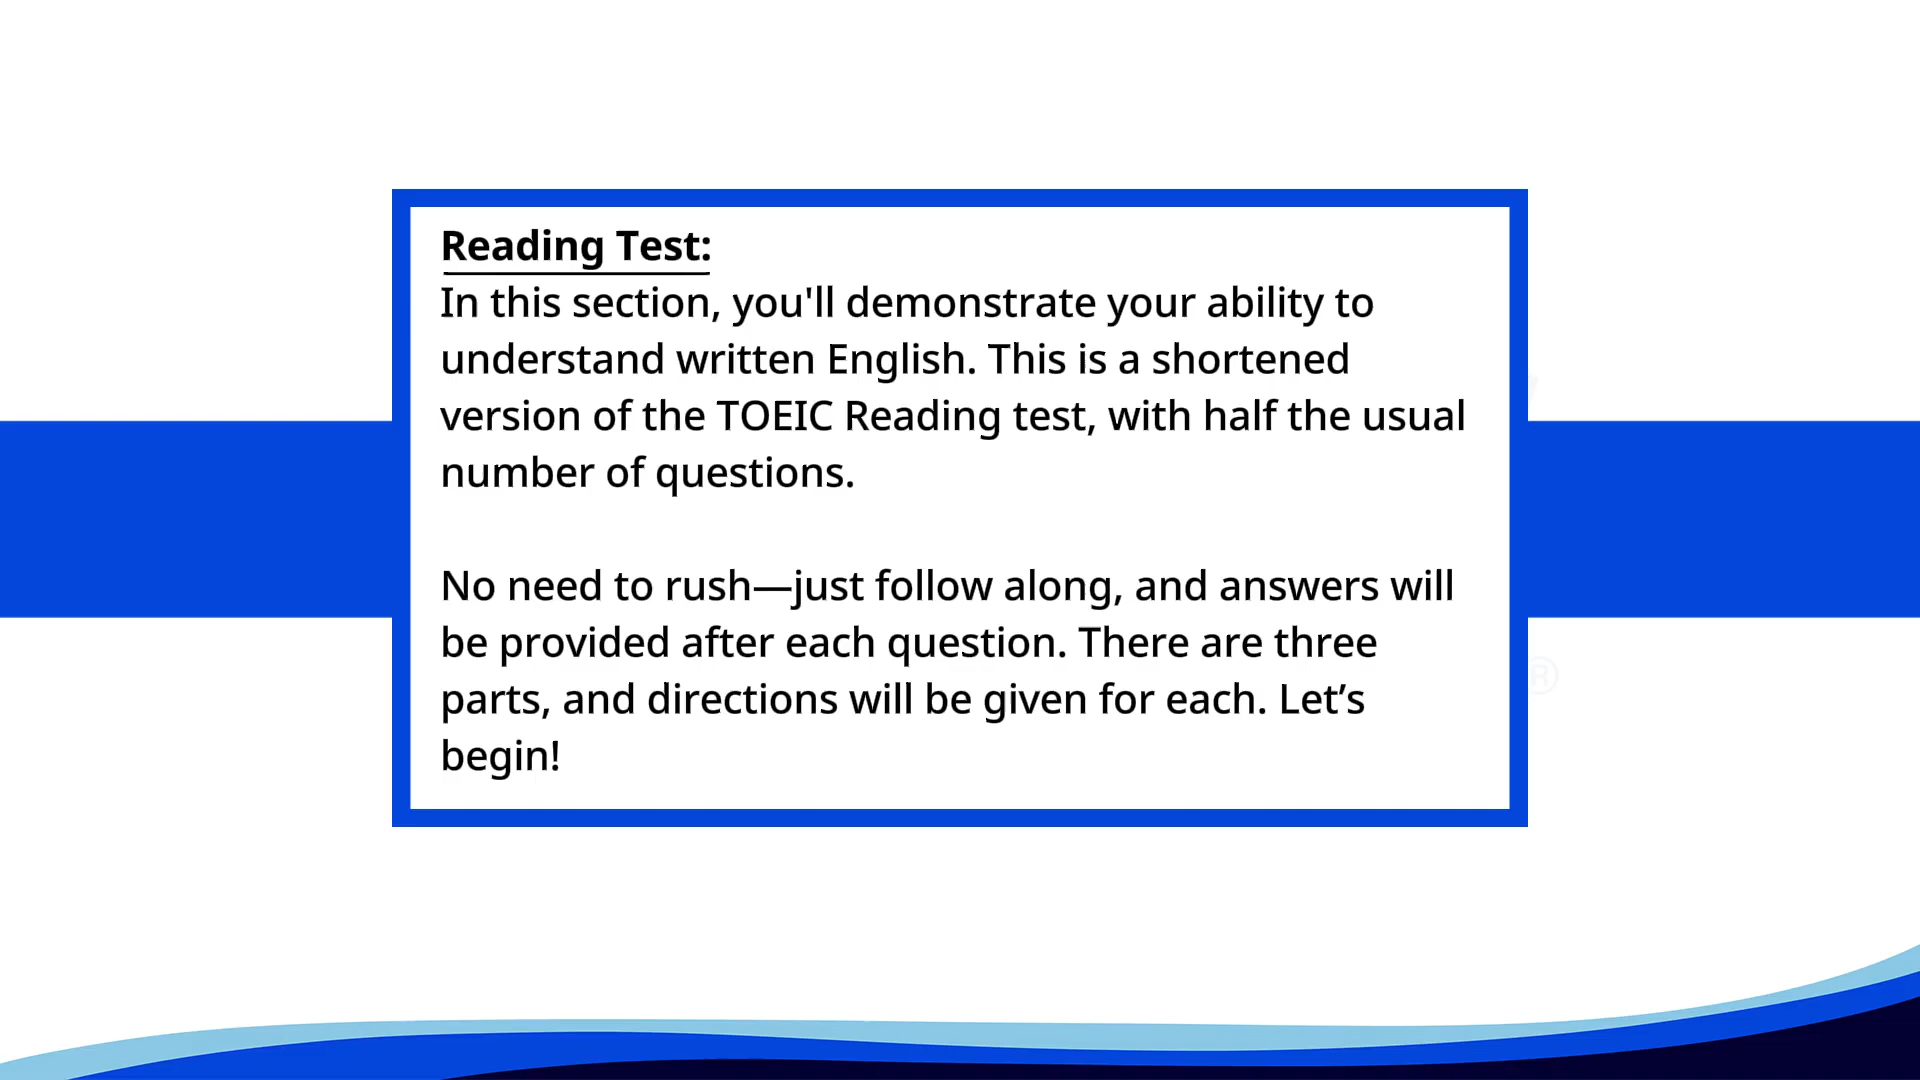 Reading Test:
In this section, you'll demonstrate your ability to
understand written English. This is a shortened
version of the TOEIC Reading test, with half the usual
number of questions.
No need to rush—just follow along, and answers will
be provided after each question. There are three
parts, and directions will be given for each. Let’s
begin!
®